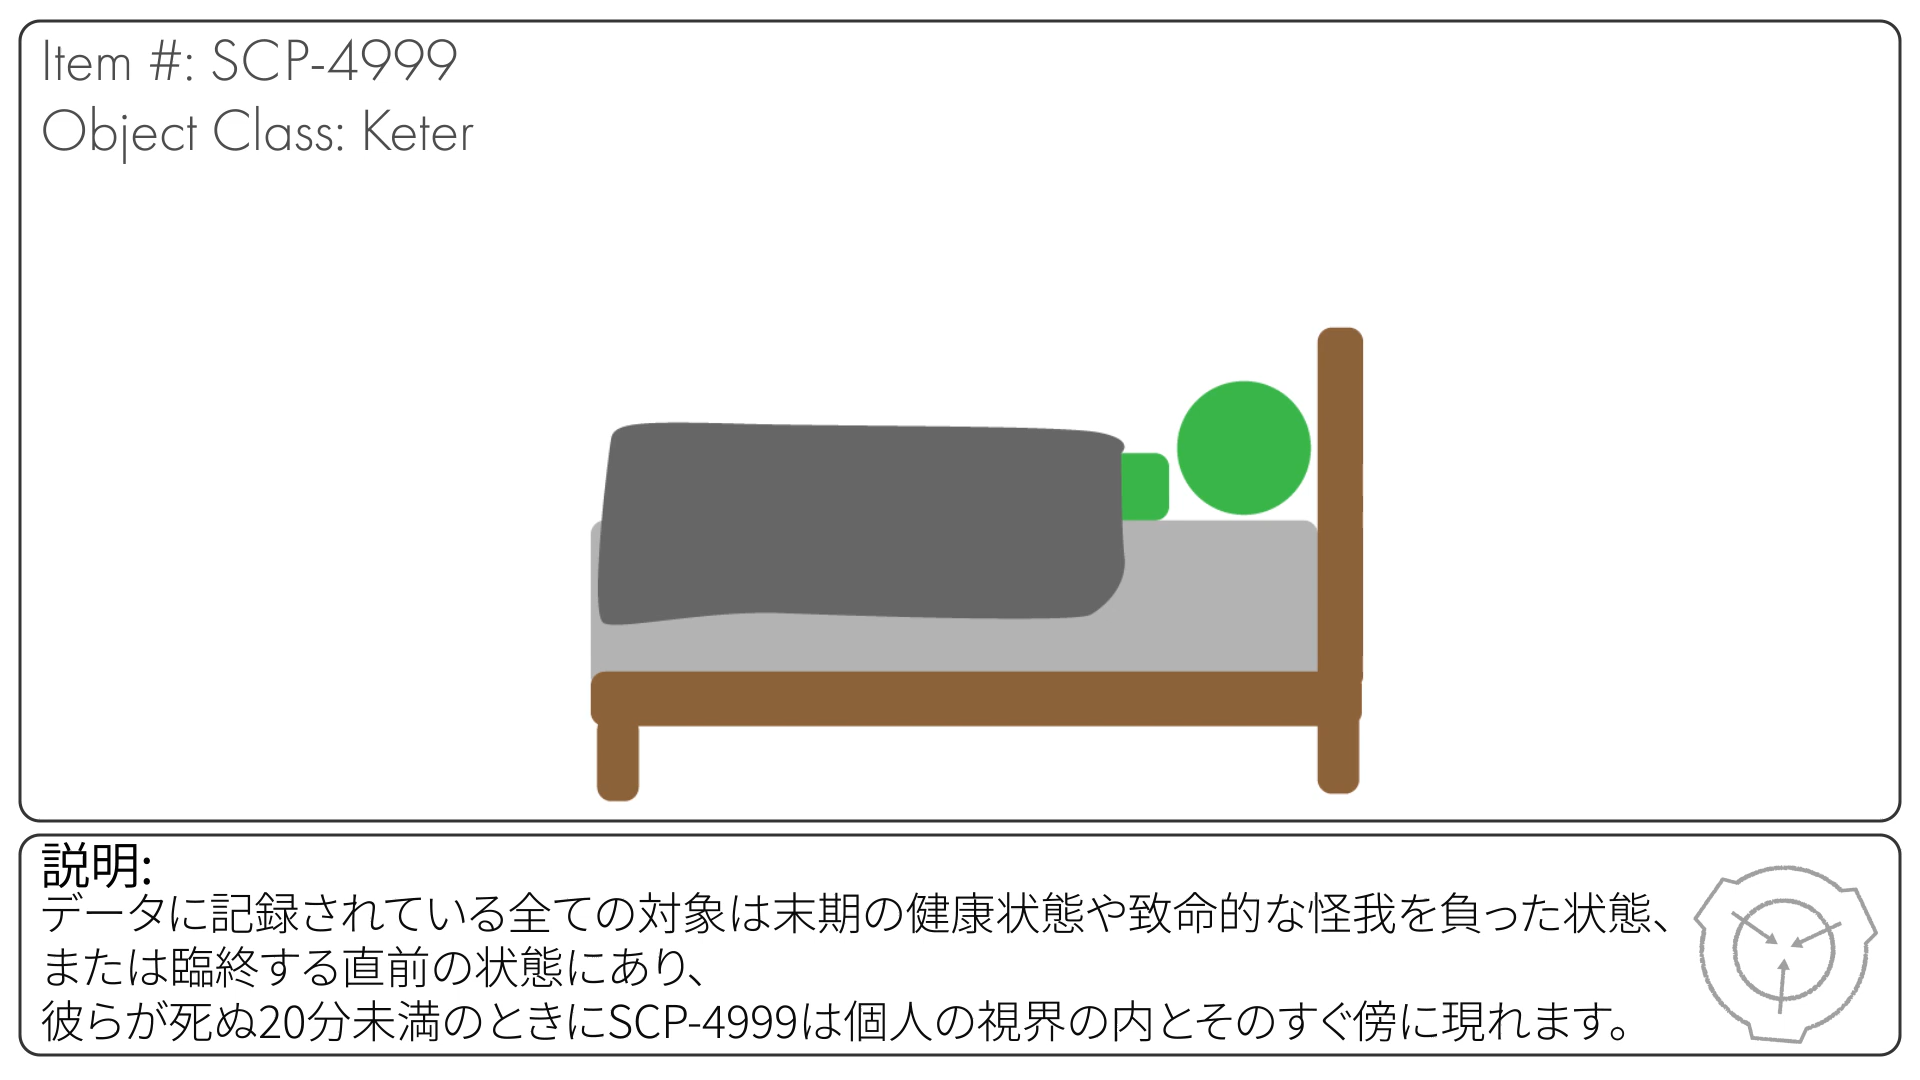 Item #: SCP-4999
Object Class: Keter
説明:
データに記録されている全ての対象は末期の健康状態や致命的な怪我を負った状態、
または臨終する直前の状態にあり、
彼らが死ぬ20分未満のときにSCP-4999は個人の視界の内とそのすぐ傍に現れます。